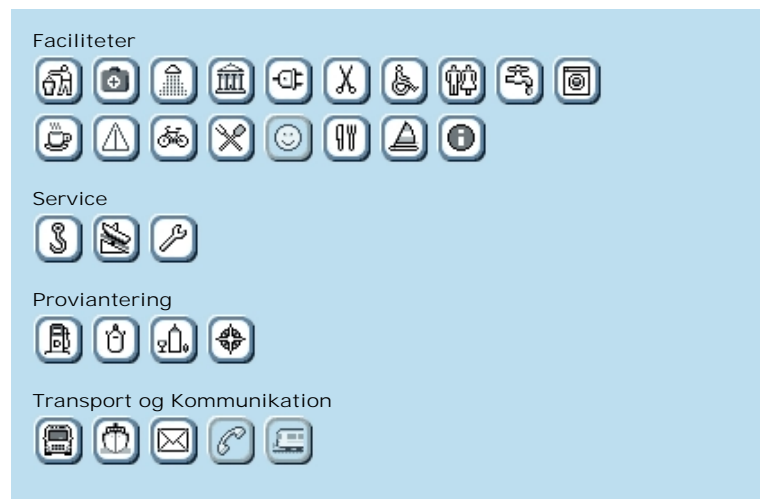 Faciliteter
Service
Proviantering
Transport og Kommunikation